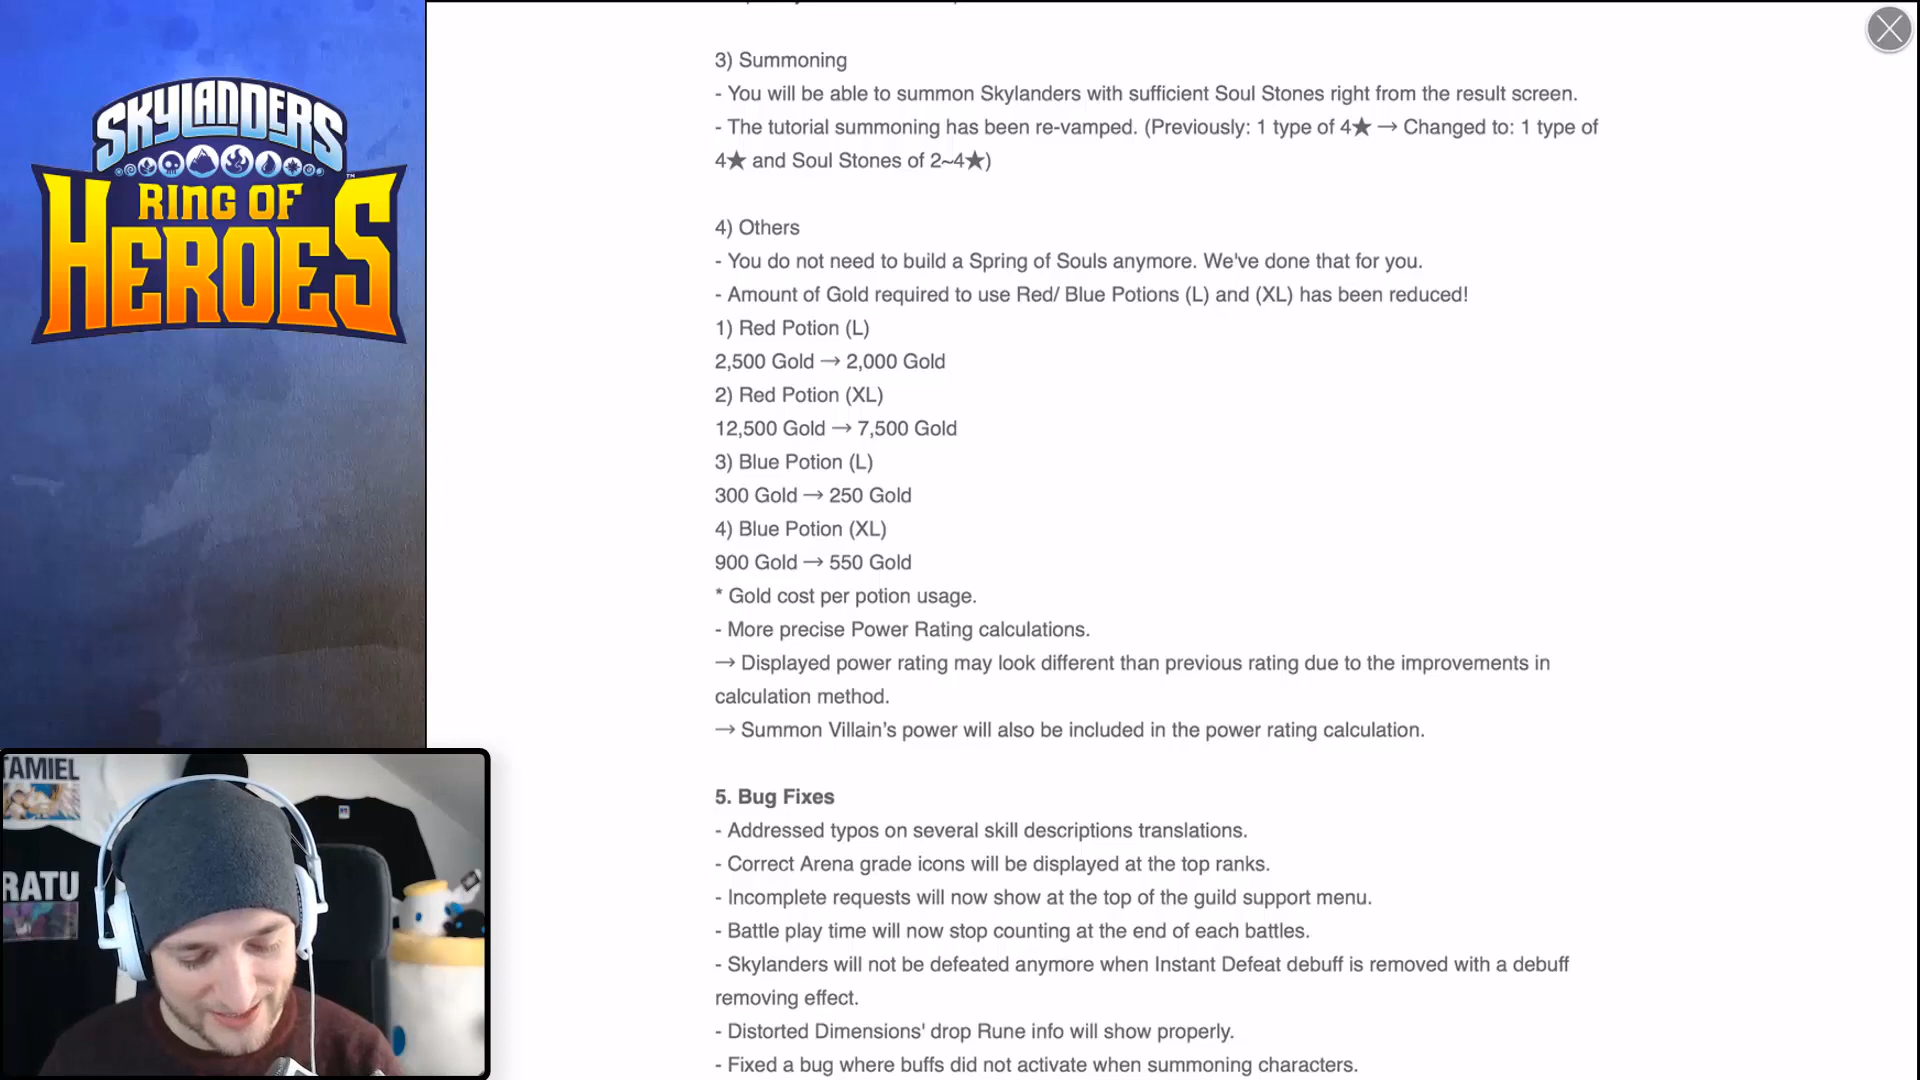 SKYLANDERS
RING OF
HEROES
3) Summoning
- You will be able to summon Skylanders with sufficient Soul Stones right from the result screen.
- The tutorial summoning has been re-vamped. (Previously: 1 type of 4★ → Changed to: 1 type of
4★ and Soul Stones of 2~4★)
4) Others
- You do not need to build a Spring of Souls anymore. We've done that for you.
- Amount of Gold required to use Red/ Blue Potions (L) and (XL) has been reduced!
1) Red Potion (L)
2,500 Gold → 2,000 Gold
2) Red Potion (XL)
12,500 Gold → 7,500 Gold
3) Blue Potion (L)
300 Gold → 250 Gold
4) Blue Potion (XL)
900 Gold → 550 Gold
* Gold cost per potion usage.
- More precise Power Rating calculations.
→ Displayed power rating may look different than previous rating due to the improvements in
calculation method.
→ Summon Villain’s power will also be included in the power rating calculation.
5. Bug Fixes
- Addressed typos on several skill descriptions translations.
- Correct Arena grade icons will be displayed at the top ranks.
- Incomplete requests will now show at the top of the guild support menu.
- Battle play time will now stop counting at the end of each battles.
- Skylanders will not be defeated anymore when Instant Defeat debuff is removed with a debuff
removing effect.
- Distorted Dimensions' drop Rune info will show properly.
- Fixed a bug where buffs did not activate when summoning characters.
TAMIEL
RATU